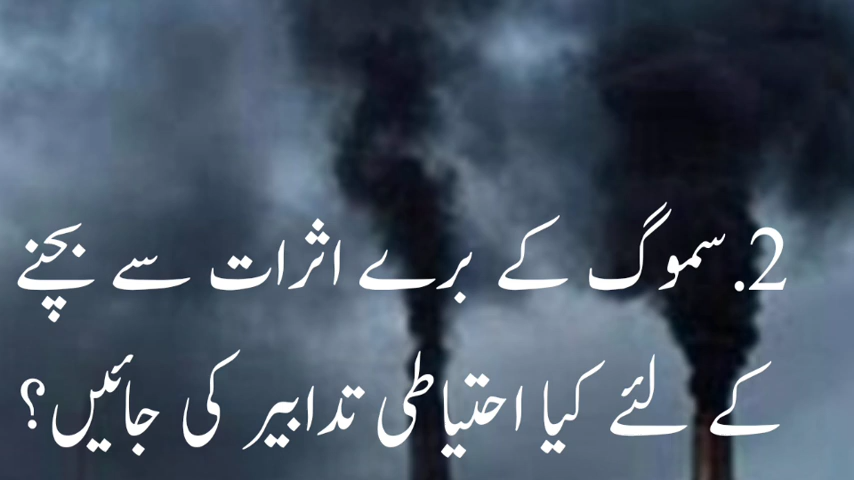 2.سموگ کے برے اثرات سے بچنے
کے لئے کیا احتیاطی تدابیر کی جائیں؟